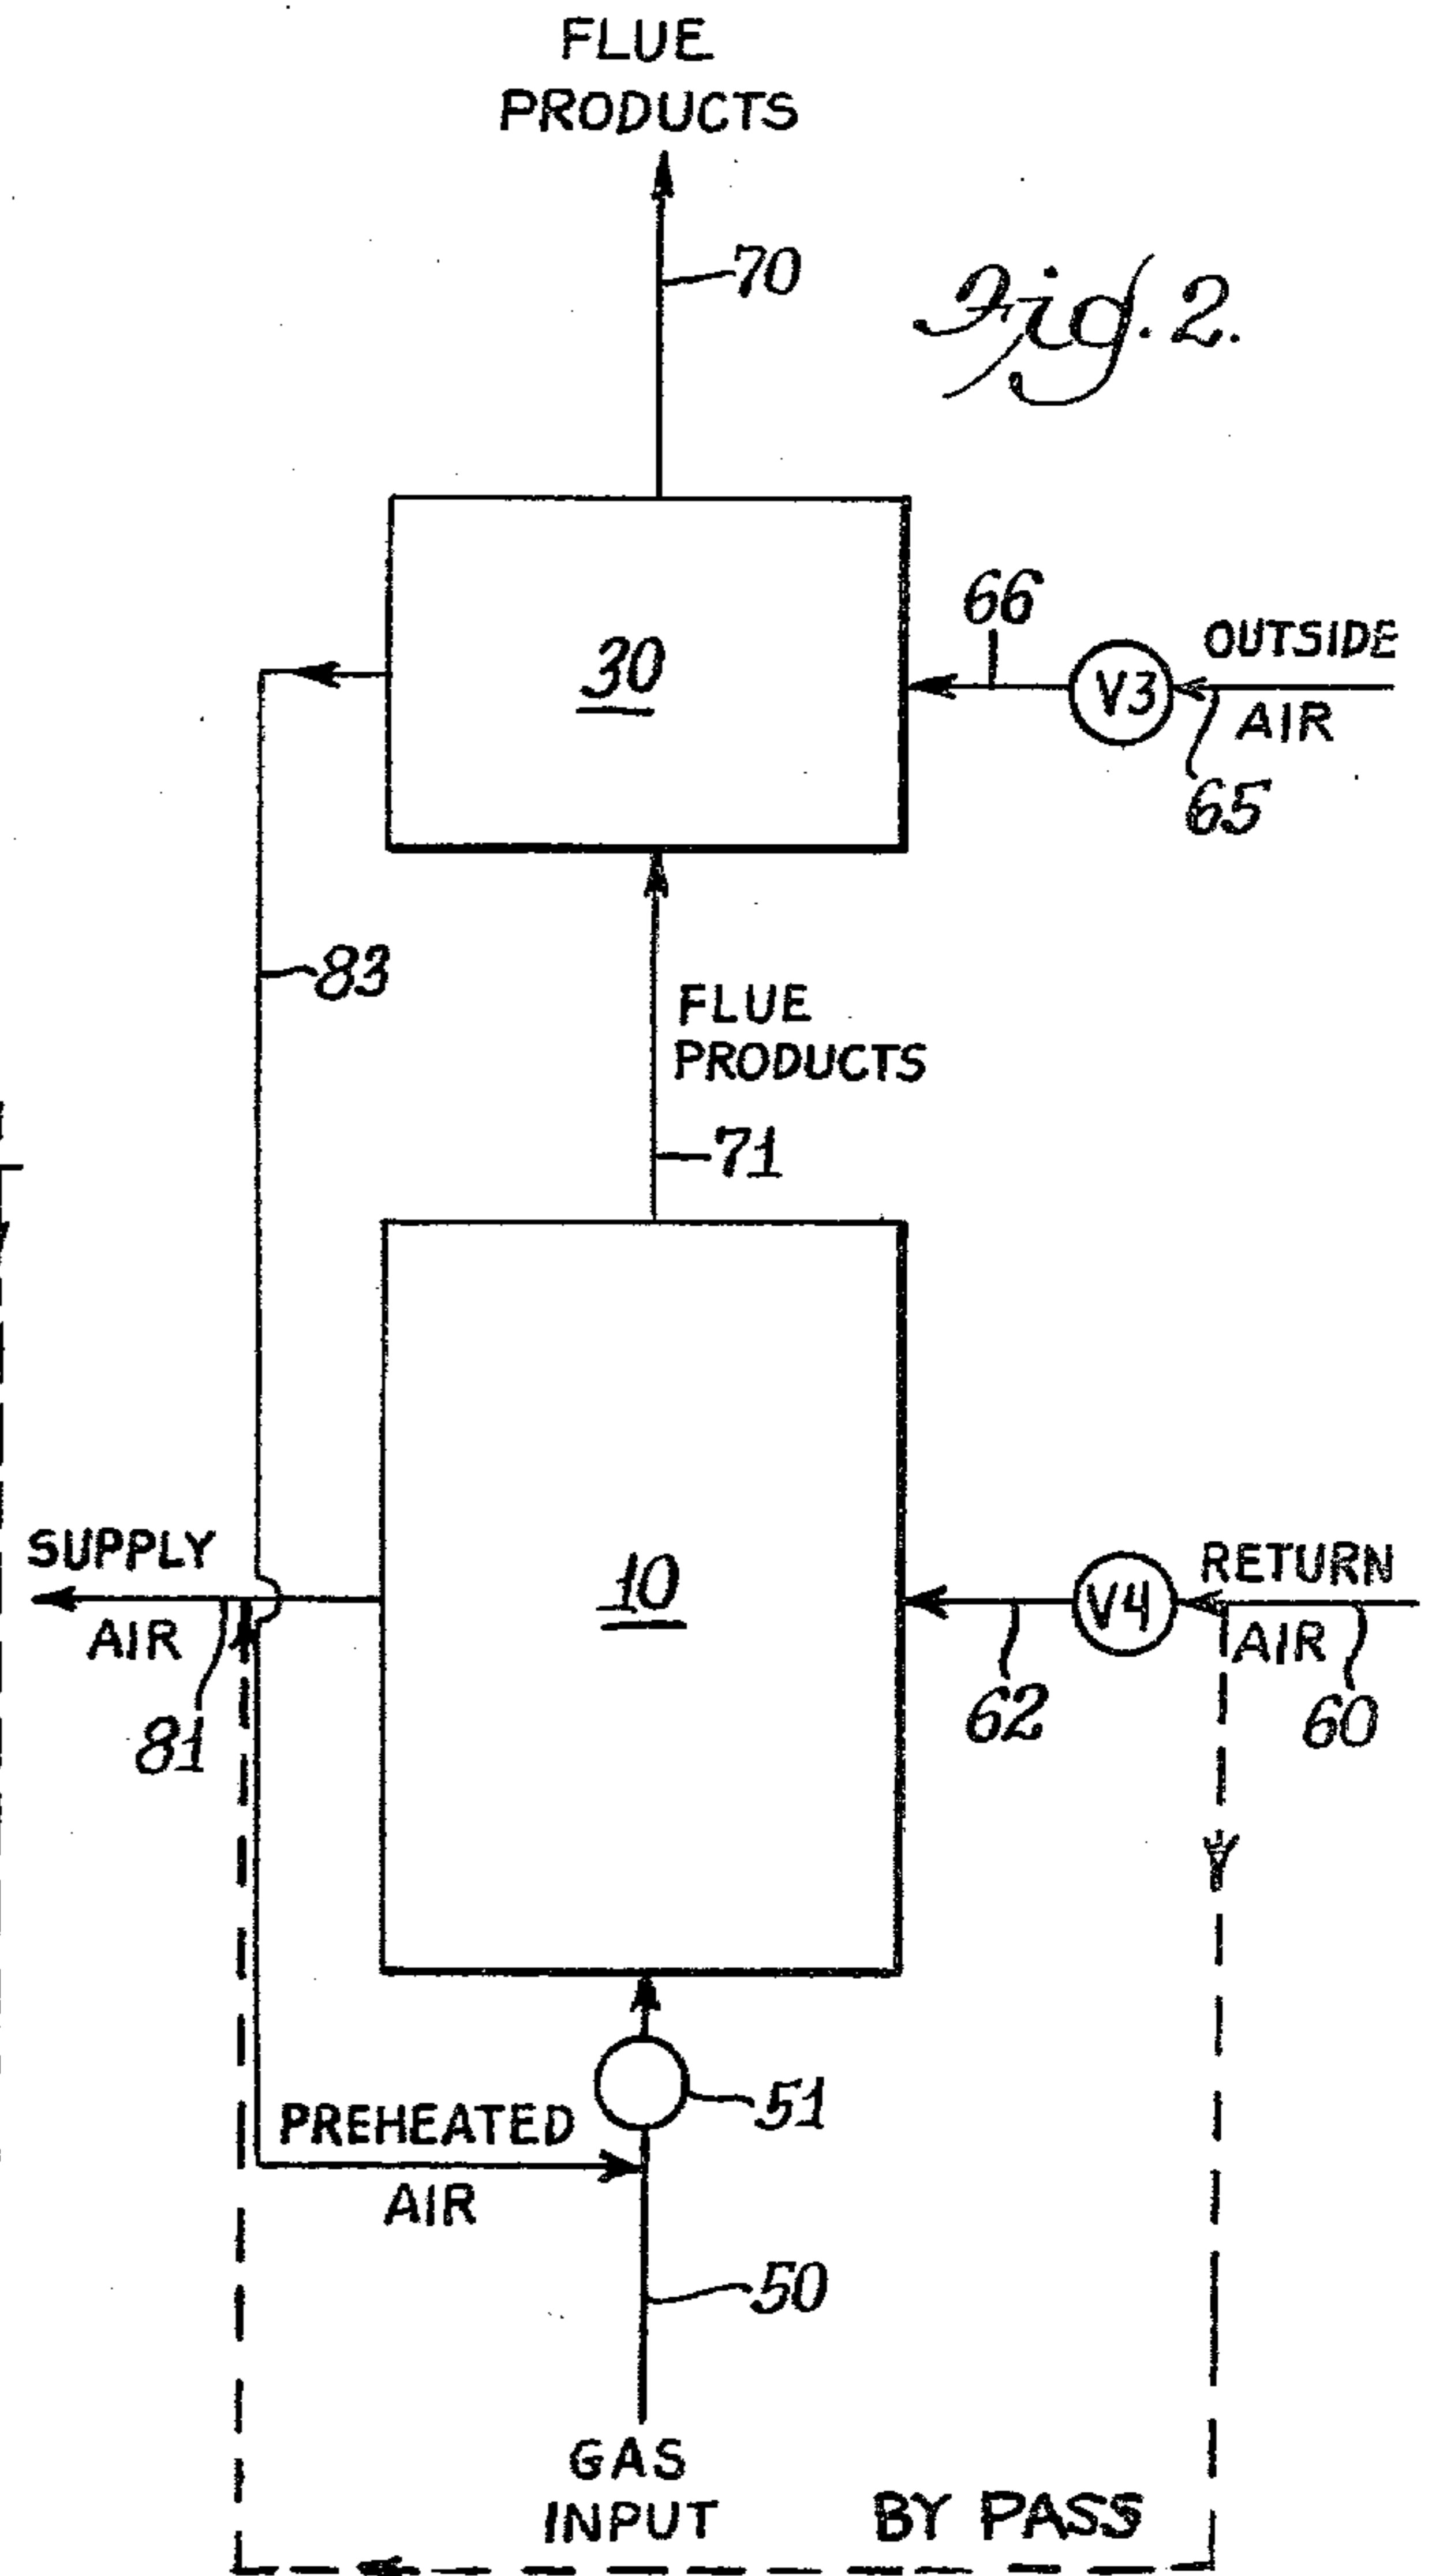 FLUE
PRODUCTS
70
Fig. 2.
66
OUTSIDE
30
V3
AIR
65
83
FLUE
PRODUCTS
71
SUPPLY
RETURN
10
V4
AIR
AIR
62
60
81
51
PREHEATED
AIR
50
GAS
INPUT
BY PASS